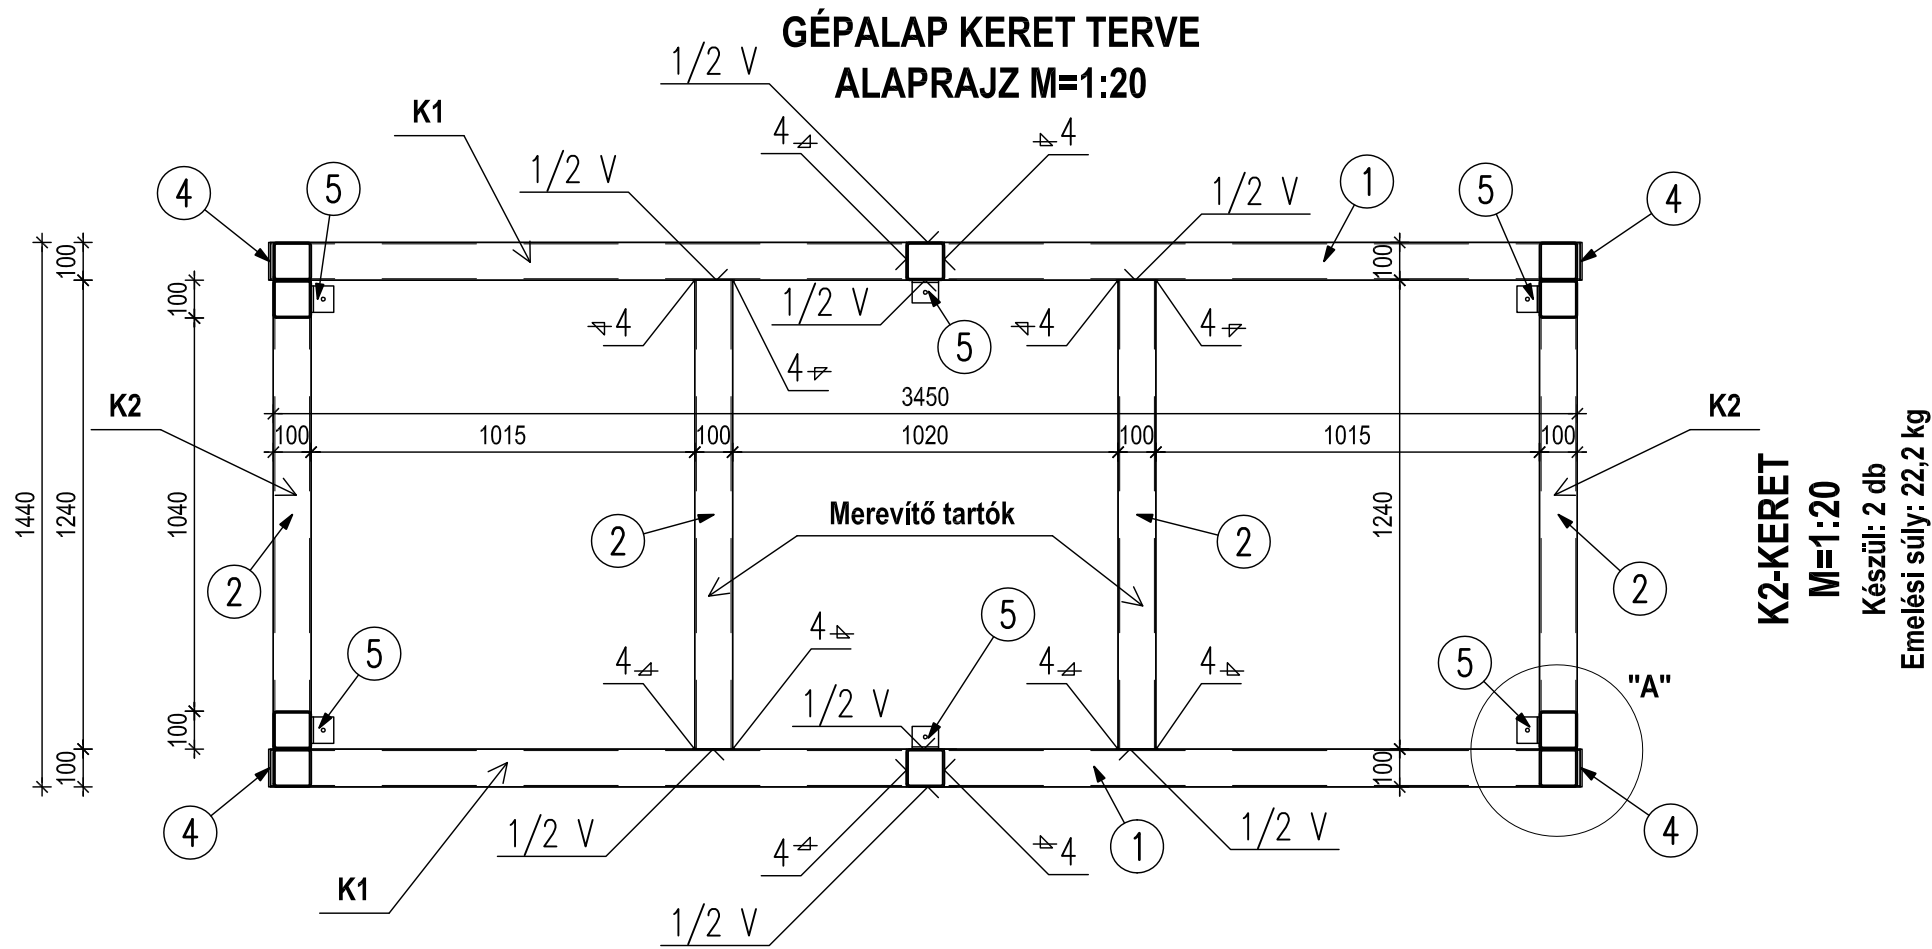 GÉPALAP KERET TERVE
ALAPRAJZ M=1:20
1/2 V
K1
4
4
1/2 V
1/2 V
4
5
5
1
4
100
100
100
100
1/2 V
4
4
4
4
5
4
3450
K2
K2
100
1015
100
1020
100
1015
100
1440
1240
1040
1240
Merevítő tartók
2
2
2
2
K2-KERET
M=1:20
Készül: 2 db
Emelési súly: 22,2 kg
5
4
5
4
4
4
5
"A"
1/2 V
100
100
100
4
1/2 V
4
4
1
1/2 V
4
K1
1/2 V